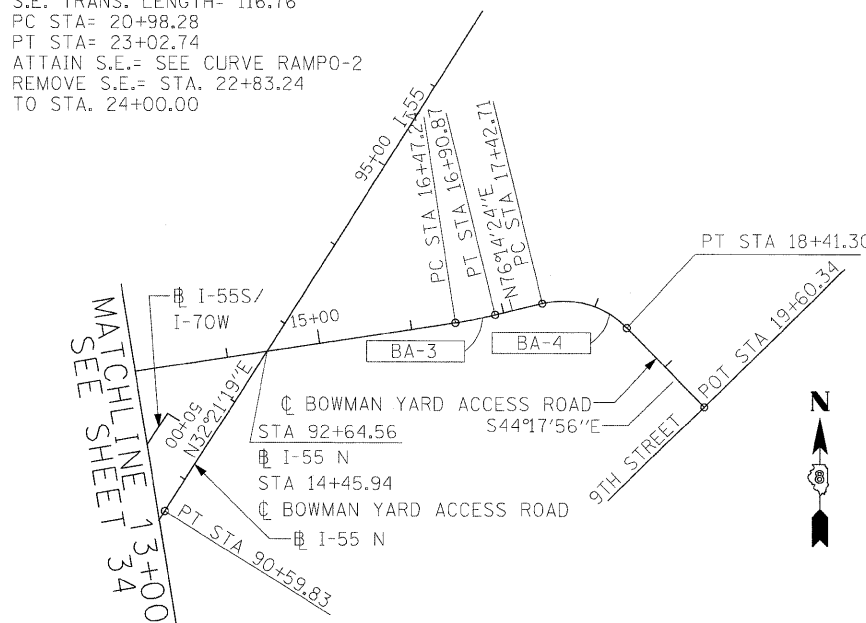 S.E. TRANS. LENGTH= 116.76
PC STA= 20+98.28
PT STA= 23+02.74
ATTAIN S.E.= SEE CURVE RAMPO-2
REMOVE S.E.= STA. 22+83.24
TO STA. 24+00.00
95+00
I-55
PC STA 16+47.2
PT STA 16+90.87
N76°14'24"E
PC STA 17+42.71
PT STA 18+41.30
POT STA 19+60.34
9TH STREET
BA-3
BA-4
15+00
℄ BOWMAN YARD ACCESS ROAD
S44°17'56"E
MATCHLINE 13+00
SEE SHEET 34
I-55S/
I-70W
50+00
N32°21'19"E
STA 92+64.56
I-55 N
STA 14+45.94
℄ BOWMAN YARD ACCESS ROAD
I-55 N
PT STA 90+59.83
N